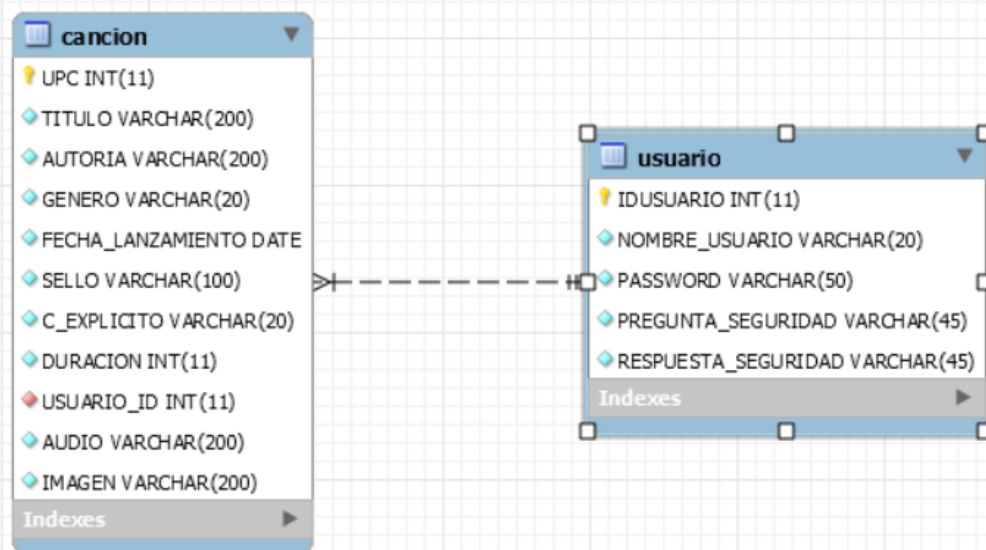 cancion
UPC INT(11)
TITULO VARCHAR(200)
AUTORIA VARCHAR(200)
GENERO VARCHAR(20)
FECHA_LANZAMIENTO DATE
SELLO VARCHAR(100)
C_EXPLICITO VARCHAR(20)
DURACION INT(11)
USUARIO_ID INT(11)
AUDIO VARCHAR(200)
IMAGEN VARCHAR(200)
Indexes
usuario
IDUSUARIO INT(11)
NOMBRE_USUARIO VARCHAR(20)
PASSWORD VARCHAR(50)
PREGUNTA_SEGURIDAD VARCHAR(45)
RESPUESTA_SEGURIDAD VARCHAR(45)
Indexes